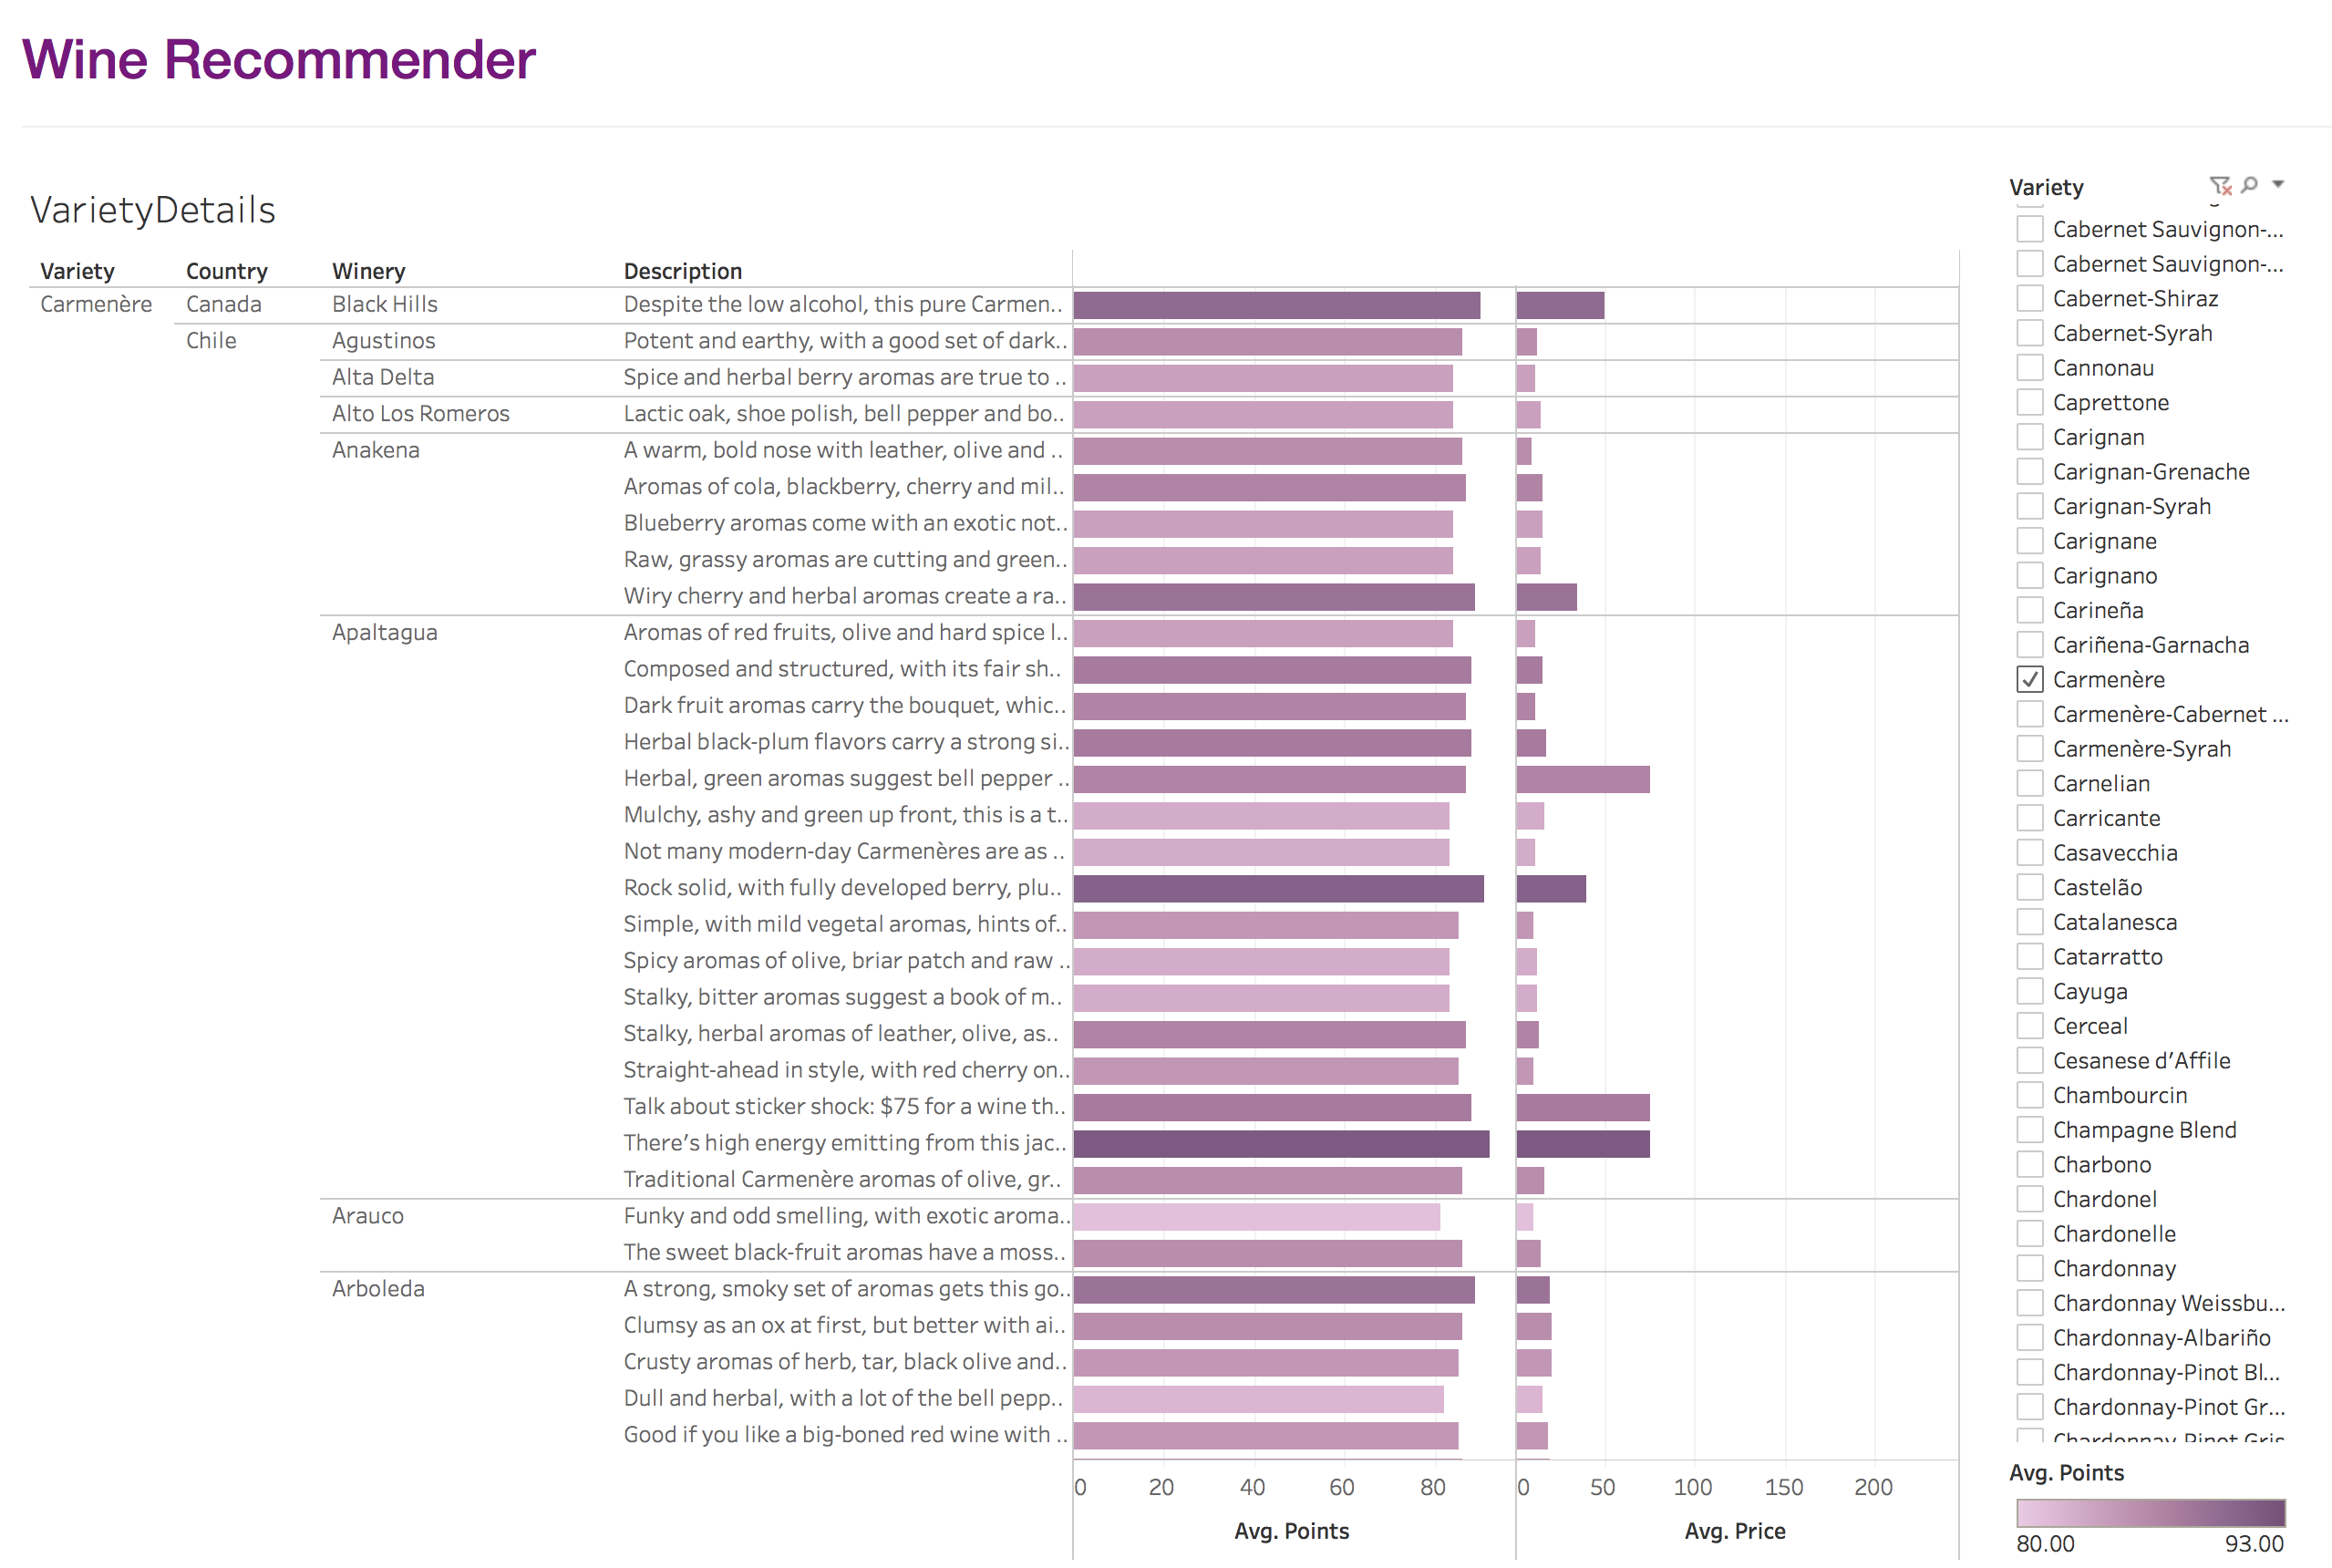 Wine Recommender
VarietyDetails
Variety Country Winery Description
Carmenère Canada Black Hills Despite the low alcohol, this pure Carmen..
Chile Agustinos Potent and earthy, with a good set of dark..
Alta Delta Spice and herbal berry aromas are true to ..
Alto Los Romeros Lactic oak, shoe polish, bell pepper and bo..
Anakena A warm, bold nose with leather, olive and ..
Aromas of cola, blackberry, cherry and mil..
Blueberry aromas come with an exotic not..
Raw, grassy aromas are cutting and green..
Wiry cherry and herbal aromas create a ra..
Apaltagua Aromas of red fruits, olive and hard spice l..
Composed and structured, with its fair sh..
Dark fruit aromas carry the bouquet, whic..
Herbal black-plum flavors carry a strong si..
Herbal, green aromas suggest bell pepper ..
Mulchy, ashy and green up front, this is a t..
Not many modern-day Carmenères are as ..
Rock solid, with fully developed berry, plu..
Simple, with mild vegetal aromas, hints of..
Spicy aromas of olive, briar patch and raw ..
Stalky, bitter aromas suggest a book of m..
Stalky, herbal aromas of leather, olive, as..
Straight-ahead in style, with red cherry on..
Talk about sticker shock: $75 for a wine th..
There's high energy emitting from this jac..
Traditional Carmenère aromas of olive, gr..
Arauco Funky and odd smelling, with exotic aroma..
The sweet black-fruit aromas have a moss..
Arboleda A strong, smoky set of aromas gets this go..
Clumsy as an ox at first, but better with ai..
Crusty aromas of herb, tar, black olive and..
Dull and herbal, with a lot of the bell pepp..
Good if you like a big-boned red wine with ..
0 20 40 60 80 0 50 100 150 200
Avg. Points Avg. Price
Variety
Cabernet Sauvignon-...
Cabernet Sauvignon-...
Cabernet-Shiraz
Cabernet-Syrah
Cannonau
Caprettone
Carignan
Carignan-Grenache
Carignan-Syrah
Carignane
Carignano
Carineña
Cariñena-Garnacha
Carmenère
Carmenère-Cabernet ...
Carmenère-Syrah
Carnelian
Carricante
Casavecchia
Castelão
Catalanesca
Catarratto
Cayuga
Cerceal
Cesanese d'Affile
Chambourcin
Champagne Blend
Charbono
Chardonel
Chardonelle
Chardonnay
Chardonnay Weissbu...
Chardonnay-Albariño
Chardonnay-Pinot Bl...
Chardonnay-Pinot Gr...
Chardonnay-Pinot Gris
Avg. Points
80.00 93.00